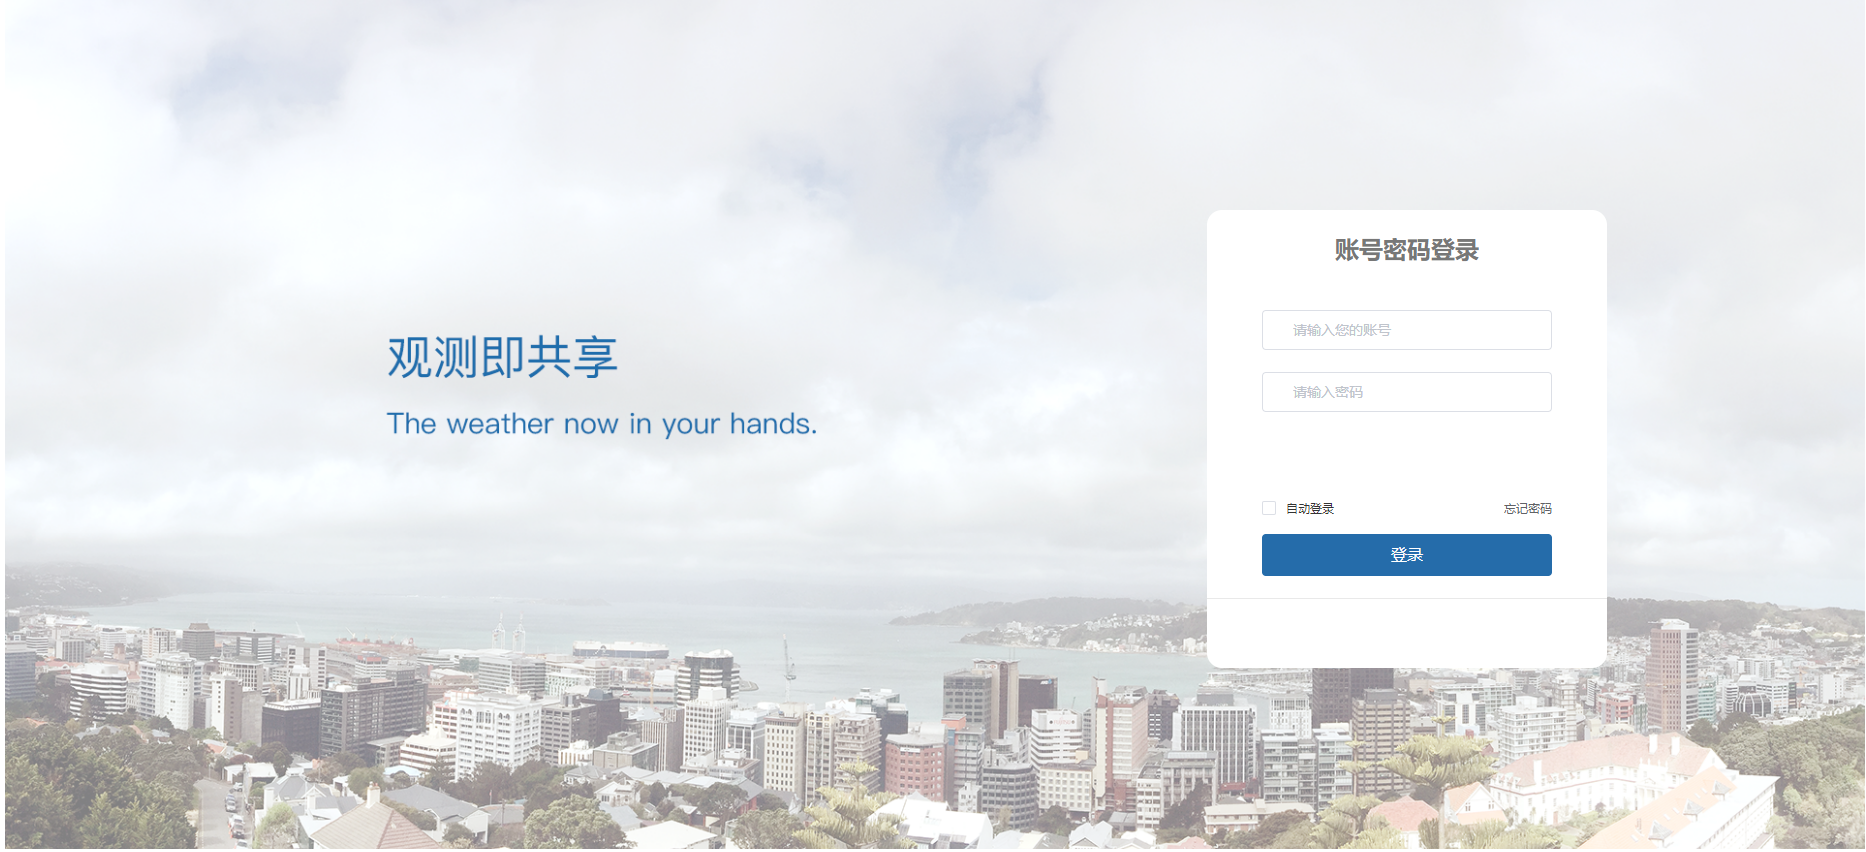 观测即共享
The weather now in your hands.
账号密码登录
请输入您的账号
请输入密码
自动登录 忘记密码
登录